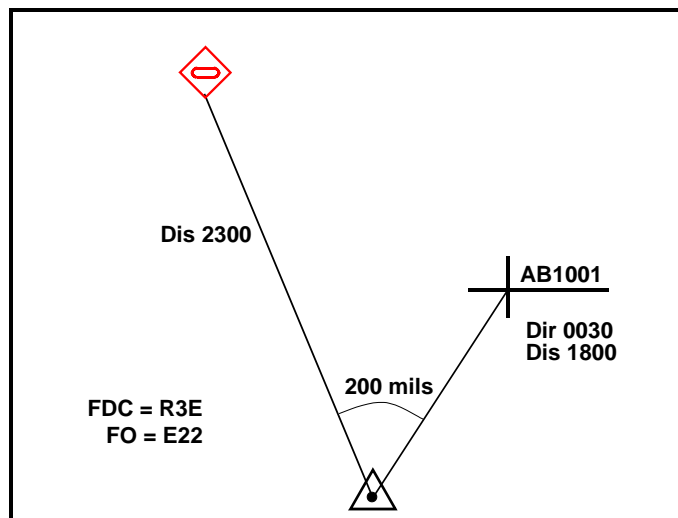 Dis 2300
AB1001
Dir 0030
Dis 1800
200 mils
FDC = R3E
FO = E22